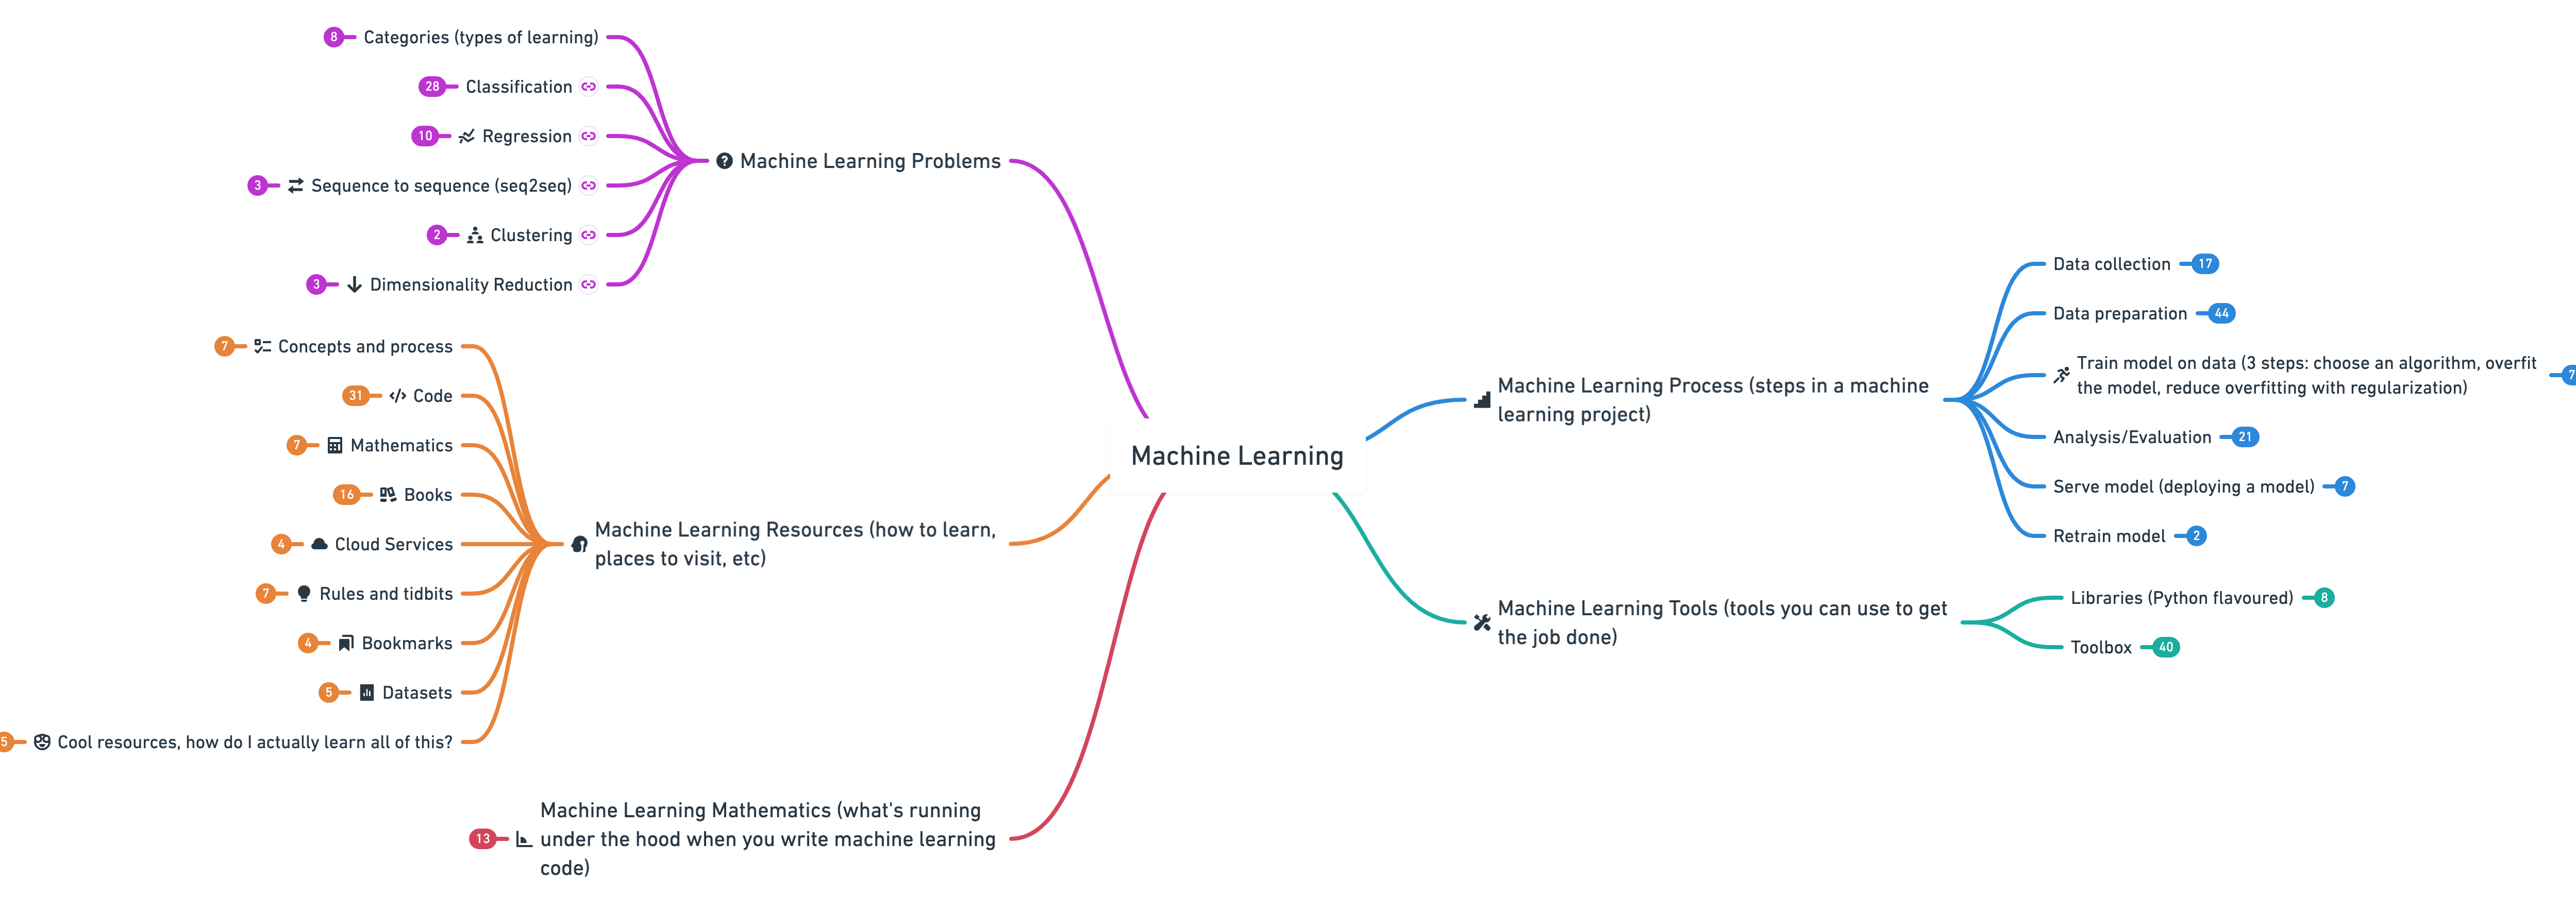 8 Categories (types of learning)
28 Classification
10 Regression
3 Sequence to sequence (seq2seq)
2 Clustering
3 Dimensionality Reduction
Machine Learning Problems
7 Concepts and process
31 Code
7 Mathematics
16 Books
4 Cloud Services
7 Rules and tidbits
4 Bookmarks
5 Datasets
5 Cool resources, how do I actually learn all of this?
Machine Learning Resources (how to learn,
places to visit, etc)
13
Machine Learning Mathematics (what's running
under the hood when you write machine learning
code)
Machine Learning
Machine Learning Process (steps in a machine
learning project)
Data collection 17
Data preparation 44
Train model on data (3 steps: choose an algorithm, overfit
the model, reduce overfitting with regularization)
Analysis/Evaluation 21
Serve model (deploying a model) 7
Retrain model 2
Machine Learning Tools (tools you can use to get
the job done)
Libraries (Python flavoured) 8
Toolbox 40